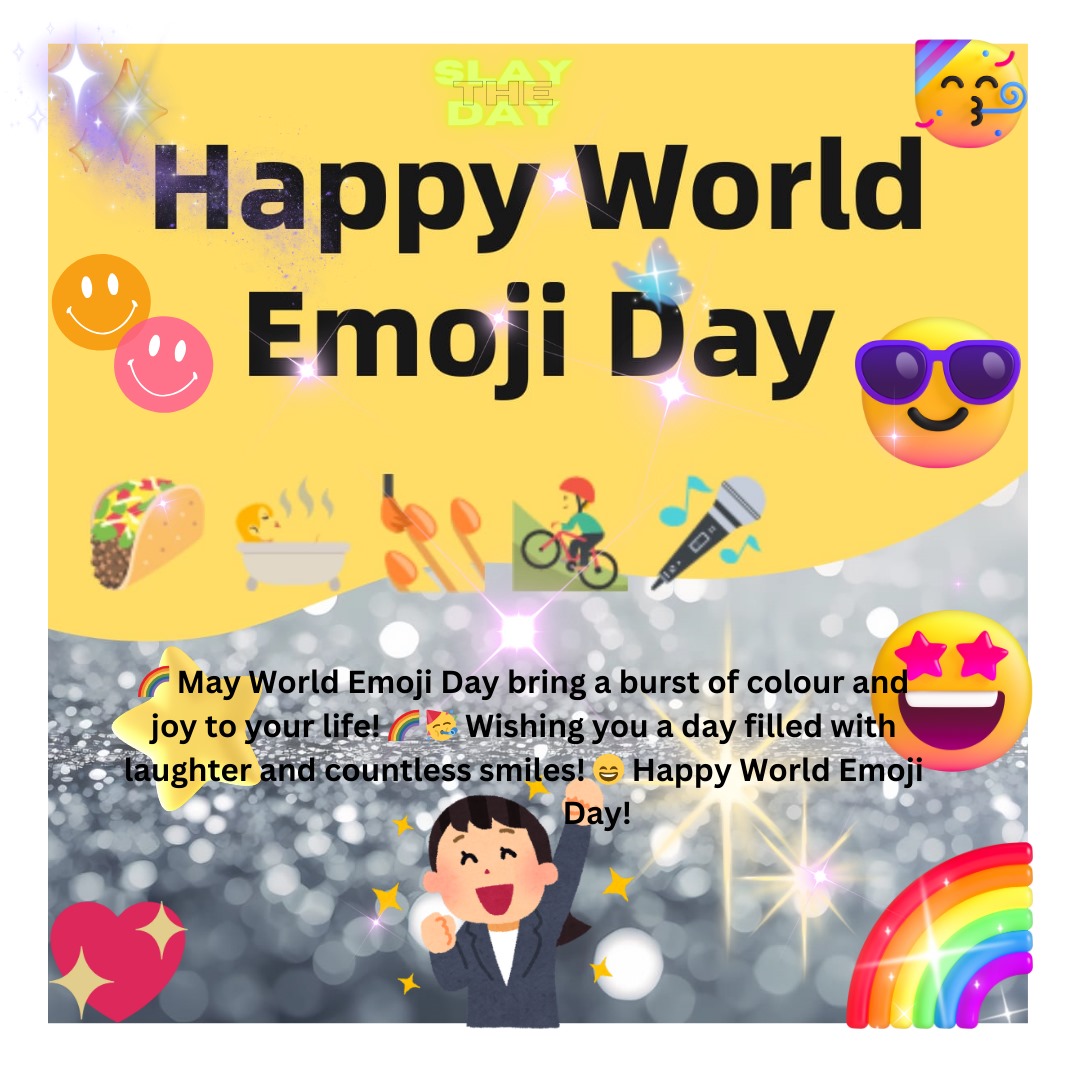 SLAY
THE
DAY
Happy World
Emoji Day
🌈 May World Emoji Day bring a burst of colour and
joy to your life! 🌈🥳 Wishing you a day filled with
laughter and countless smiles! 😄 Happy World Emoji
Day!